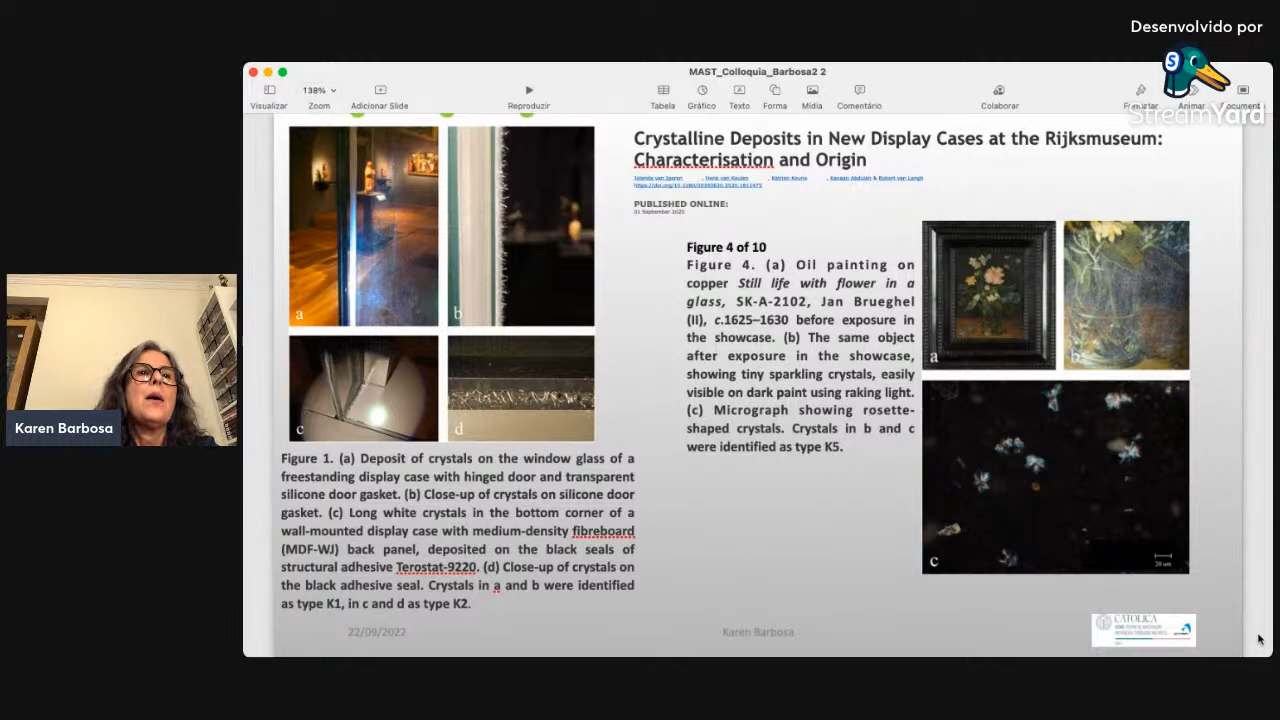 Desenvolvido por
StreamYard
MAST_Colloquia_Barbosa2 2
138%
Visualizar
Zoom
Adicionar Slide
Reproduzir
Tabela
Gráfico
Texto
Forma
Mídia
Comentário
Colaborar
Crystalline Deposits in New Display Cases at the Rijksmuseum:
Characterisation and Origin
PUBLISHED ONLINE:
01 September 2020
a
b
c
d
Figure 1. (a) Deposit of crystals on the window glass of a
freestanding display case with hinged door and transparent
silicone door gasket. (b) Close-up of crystals on silicone door
gasket. (c) Long white crystals in the bottom corner of a
wall-mounted display case with medium-density fibreboard
(MDF-WJ) back panel, deposited on the black seals of
structural adhesive Terostat-9220. (d) Close-up of crystals on
the black adhesive seal. Crystals in a and b were identified
as type K1, in c and d as type K2.
Figure 4 of 10
Figure 4. (a) Oil painting on
copper Still life with flower in a
glass, SK-A-2102, Jan Brueghel
(II), c.1625–1630 before exposure in
the showcase. (b) The same object
after exposure in the showcase,
showing tiny sparkling crystals, easily
visible on dark paint using raking light.
(c) Micrograph showing rosette-
shaped crystals. Crystals in b and c
were identified as type K5.
a
b
c
20 um
22/09/2022
Karen Barbosa
CATOLICA
Karen Barbosa